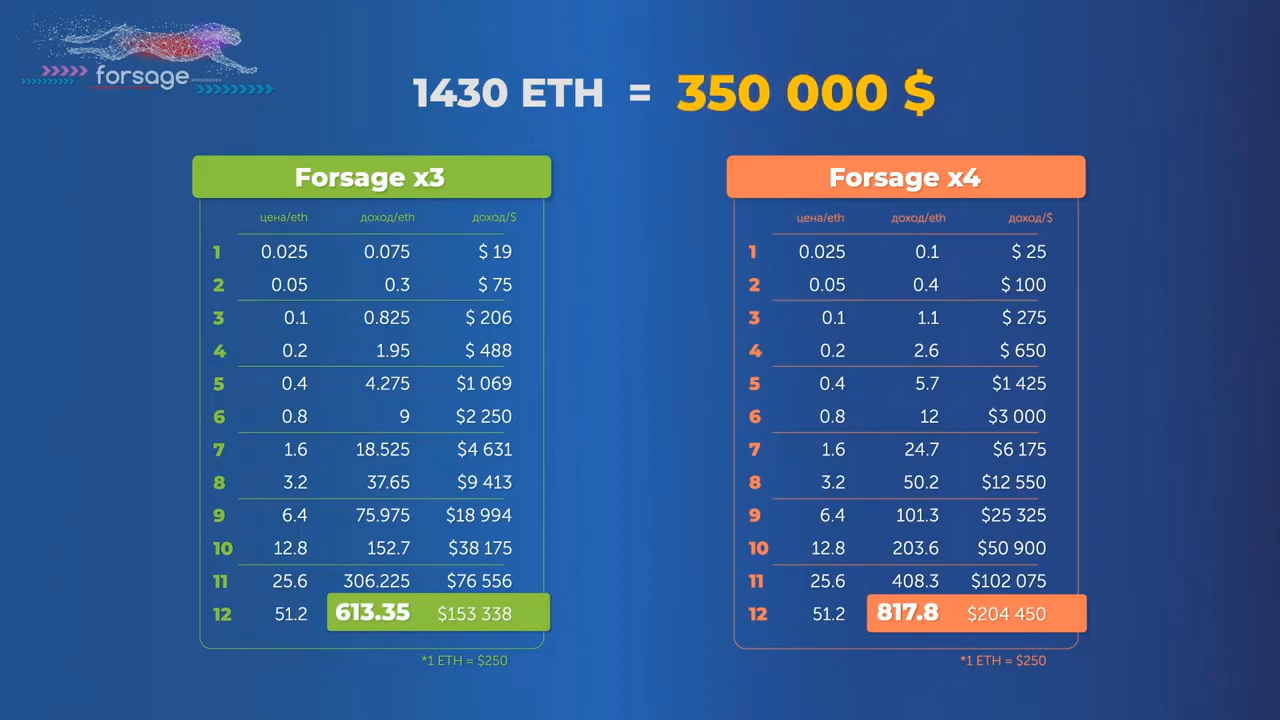 forsage
1430 ETH = 350 000 $
Forsage x3
цена/eth доход/eth доход/$
1 0.025 0.075 $ 19
2 0.05 0.3 $ 75
3 0.1 0.825 $ 206
4 0.2 1.95 $ 488
5 0.4 4.275 $1 069
6 0.8 9 $2 250
7 1.6 18.525 $4 631
8 3.2 37.65 $9 413
9 6.4 75.975 $18 994
10 12.8 152.7 $38 175
11 25.6 306.225 $76 556
12 51.2 613.35 $153 338
*1 ETH = $250
Forsage x4
цена/eth доход/eth доход/$
1 0.025 0.1 $ 25
2 0.05 0.4 $ 100
3 0.1 1.1 $ 275
4 0.2 2.6 $ 650
5 0.4 5.7 $1 425
6 0.8 12 $3 000
7 1.6 24.7 $6 175
8 3.2 50.2 $12 550
9 6.4 101.3 $25 325
10 12.8 203.6 $50 900
11 25.6 408.3 $102 075
12 51.2 817.8 $204 450
*1 ETH = $250